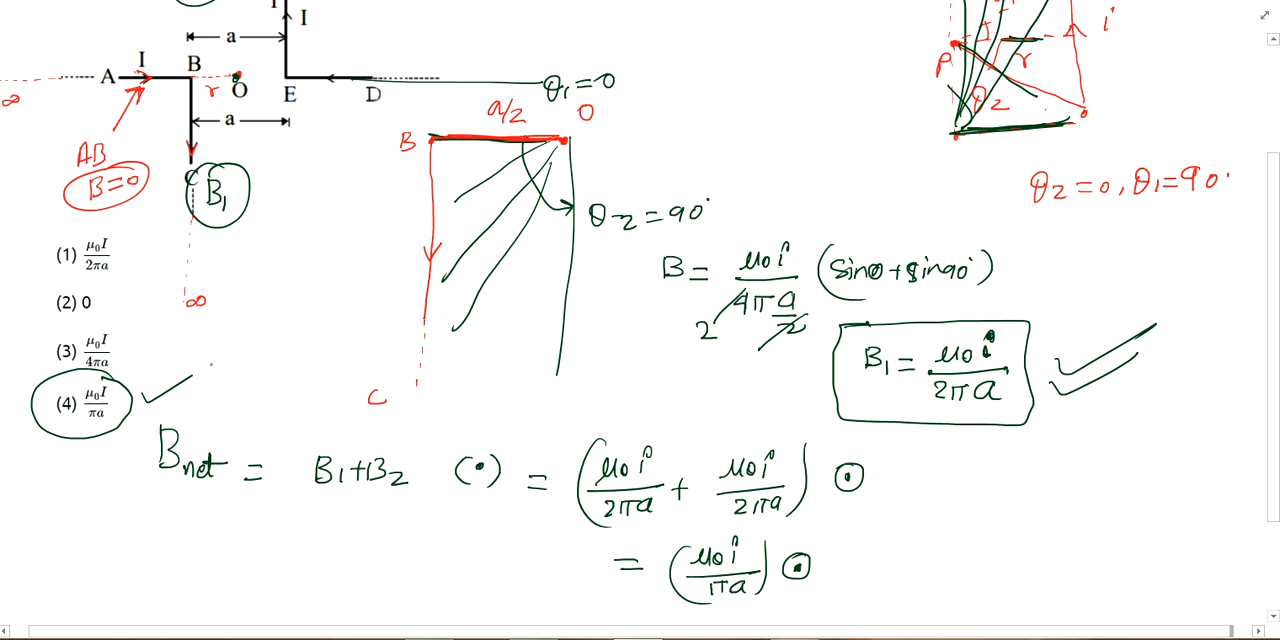 I
a
A I B r O E D
∞
θ₁=0
a
AB
B=0
C B₁
∞
B a/2 O
θ₂=90°
C
P r i
θ₂
θ₂=0, θ₁=90°
(1) μ₀I/2πa
(2) 0
(3) μ₀I/4πa
(4) μ₀I/πa
B = μ₀i/(4π a/2) (sin0+sin90°)
2
B₁ = μ₀i/2πa
Bnet = B₁+B₂ (•) = (μ₀i/2πa + μ₀i/2πa) ⊙
= (μ₀i/πa) ⊙